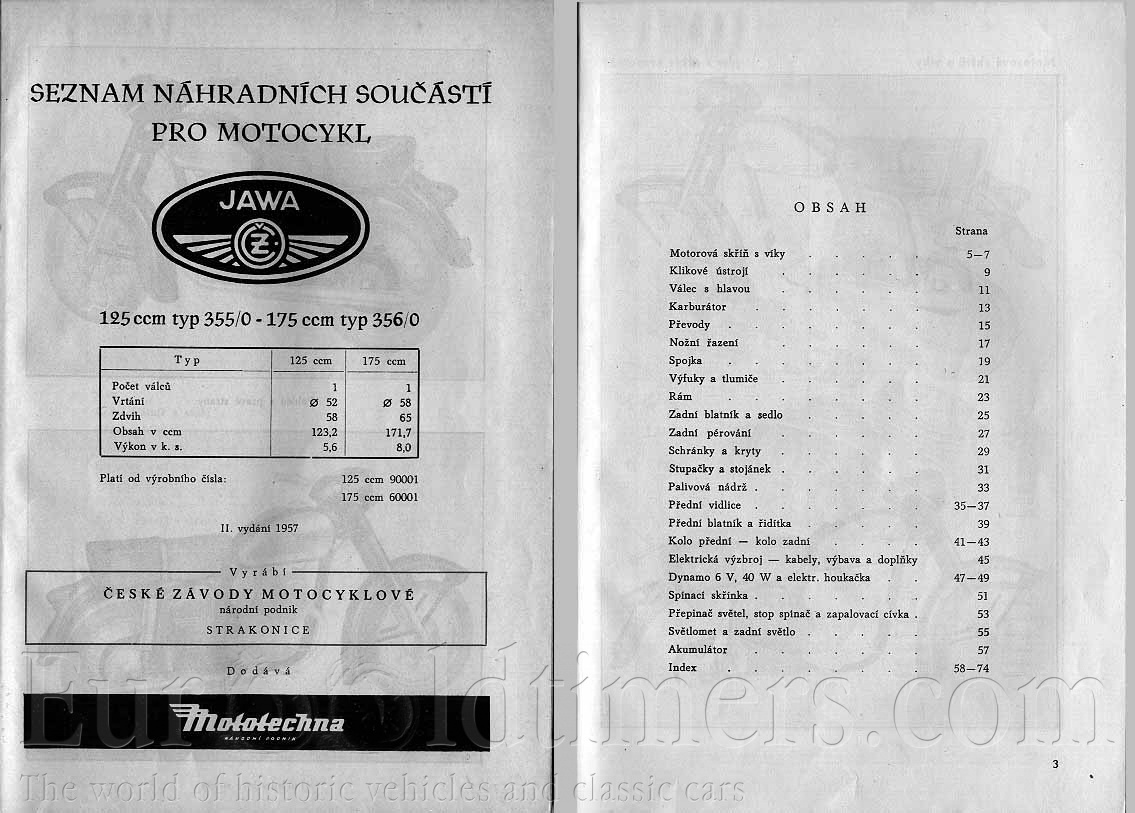 SEZNAM NÁHRADNÍCH SOUČÁSTÍ
PRO MOTOCYKL
JAWA
ČZ
125 ccm typ 355/0 - 175 ccm typ 356/0
Typ 125 ccm 175 ccm
Počet válců 1 1
Vrtání Ø 52 Ø 58
Zdvih 58 65
Obsah v ccm 123,2 171,7
Výkon v k. s. 5,6 8,0
Platí od výrobního čísla: 125 ccm 90001
175 ccm 60001
II. vydání 1957
Vyrábí
ČESKÉ ZÁVODY MOTOCYKLOVÉ
národní podnik
STRAKONICE
Dodává
Mototechna
NÁRODNÍ PODNIK
OBSAH
Strana
Motorová skříň s víky . . . . . 5—7
Klikové ústrojí . . . . . . 9
Válec s hlavou . . . . . . 11
Karburátor . . . . . . . 13
Převody . . . . . . . 15
Nožní řazení . . . . . . 17
Spojka . . . . . . . 19
Výfuky a tlumiče . . . . . . 21
Rám . . . . . . . 23
Zadní blatník a sedlo . . . . . 25
Zadní pérování . . . . . . 27
Schránky a kryty . . . . . . 29
Stupačky a stojánek . . . . . . 31
Palivová nádrž . . . . . . . 33
Přední vidlice . . . . . . . 35—37
Přední blatník a řidítka . . . . . 39
Kolo přední — kolo zadní . . . . 41—43
Elektrická výzbroj — kabely, výbava a doplňky 45
Dynamo 6 V, 40 W a elektr. houkačka . . 47—49
Spínací skřínka . . . . . . . 51
Přepinač světel, stop spínač a zapalovací cívka . 53
Světlomet a zadní světlo . . . . . 55
Akumulátor . . . . . . . 57
Index . . . . . . . 58—74
3
Eurooldtimers.com
The world of historic vehicles and classic cars